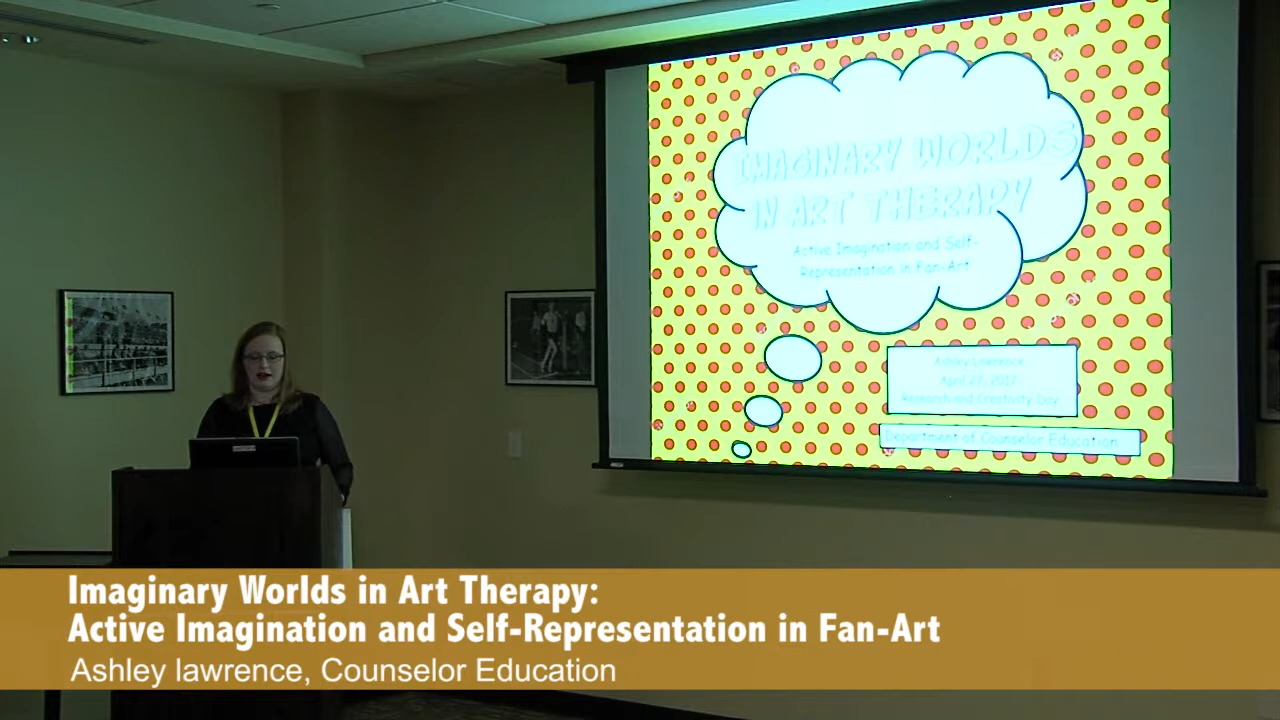 IMAGINARY WORLDS
IN ART THERAPY
Active Imagination and Self-
Representation in Fan-Art
Ashley Lawrence
April 27, 2017
Research and Creativity Day
Department of Counselor Education
Imaginary Worlds in Art Therapy:
Active Imagination and Self-Representation in Fan-Art
Ashley lawrence, Counselor Education